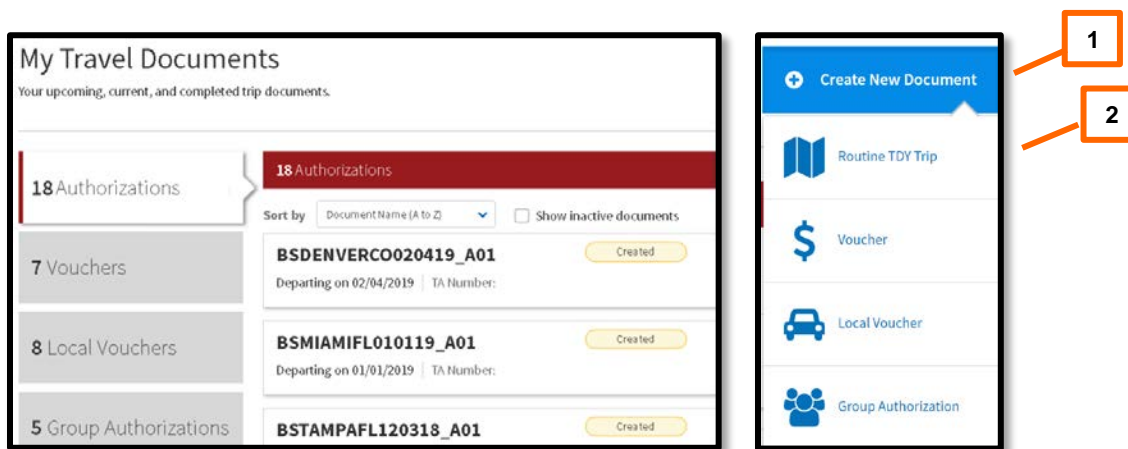 My Travel Documents
Your upcoming, current, and completed trip documents.
18 Authorizations
7 Vouchers
8 Local Vouchers
5 Group Authorizations
18 Authorizations
Sort by Document Name (A to Z) Show inactive documents
BSDENVERCO020419_A01 Created
Departing on 02/04/2019 | TA Number:
BSMIAMIFL010119_A01 Created
Departing on 01/01/2019 | TA Number:
BSTAMPAFL120318_A01 Created
1
Create New Document
2
Routine TDY Trip
Voucher
Local Voucher
Group Authorization